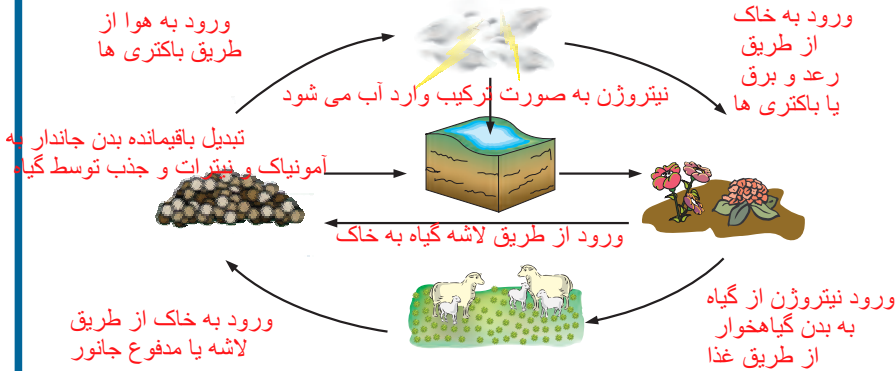 ورود به هوا از
طریق باکتری ها
ورود به خاک
از طریق
رعد و برق
یا باکتری ها
نیتروژن به صورت ترکیب وارد آب می شود
تبدیل باقیمانده بدن جاندار به
آمونیاک و نیترات و جذب توسط گیاه
ورود از طریق لاشه گیاه به خاک
ورود نیتروژن از گیاه
به بدن گیاهخوار
از طریق غذا
ورود به خاک از طریق
لاشه یا مدفوع جانور